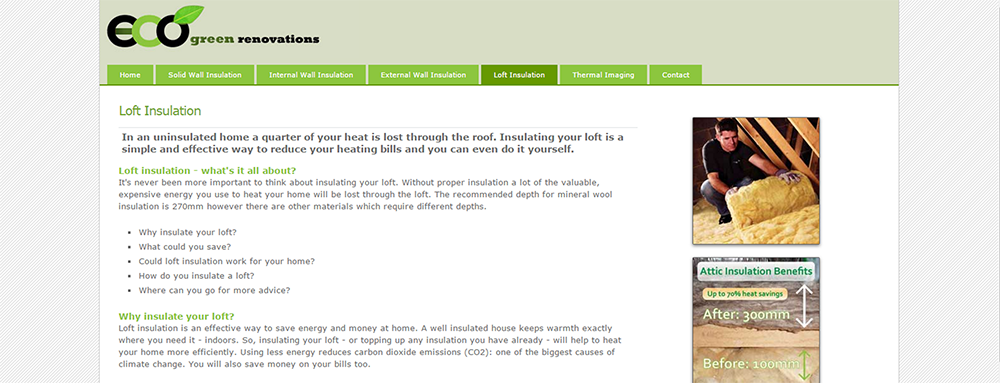 eco green renovations
Home Solid Wall Insulation Internal Wall Insulation External Wall Insulation Loft Insulation Thermal Imaging Contact
Loft Insulation
In an uninsulated home a quarter of your heat is lost through the roof. Insulating your loft is a
simple and effective way to reduce your heating bills and you can even do it yourself.
Loft insulation - what's it all about?
It's never been more important to think about insulating your loft. Without proper insulation a lot of the valuable,
expensive energy you use to heat your home will be lost through the loft. The recommended depth for mineral wool
insulation is 270mm however there are other materials which require different depths.
• Why insulate your loft?
• What could you save?
• Could loft insulation work for your home?
• How do you insulate a loft?
• Where can you go for more advice?
Why insulate your loft?
Loft insulation is an effective way to save energy and money at home. A well insulated house keeps warmth exactly
where you need it - indoors. So, insulating your loft - or topping up any insulation you have already - will help to heat
your home more efficiently. Using less energy reduces carbon dioxide emissions (CO2): one of the biggest causes of
climate change. You will also save money on your bills too.
Attic Insulation Benefits
Up to 70% heat savings
After: 300mm
Before: 100mm